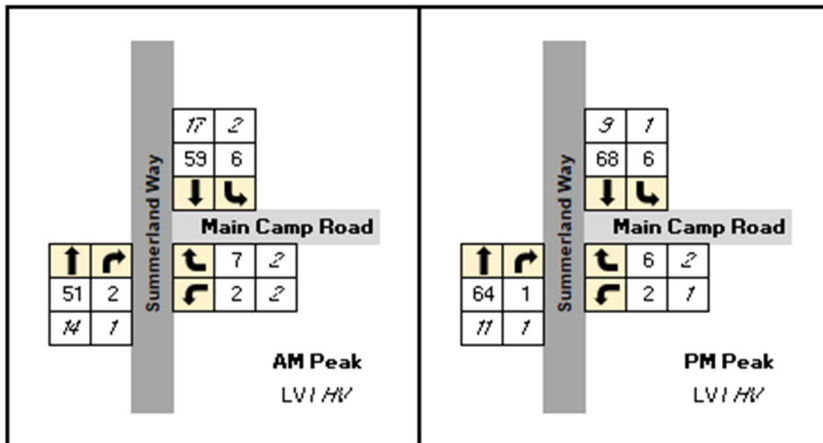 17 2
59 6
Summerland Way
Main Camp Road
7 2
51 2
2 2
14 1
AM Peak
LV / HV
9 1
68 6
Summerland Way
Main Camp Road
6 2
64 1
2 1
11 1
PM Peak
LV / HV